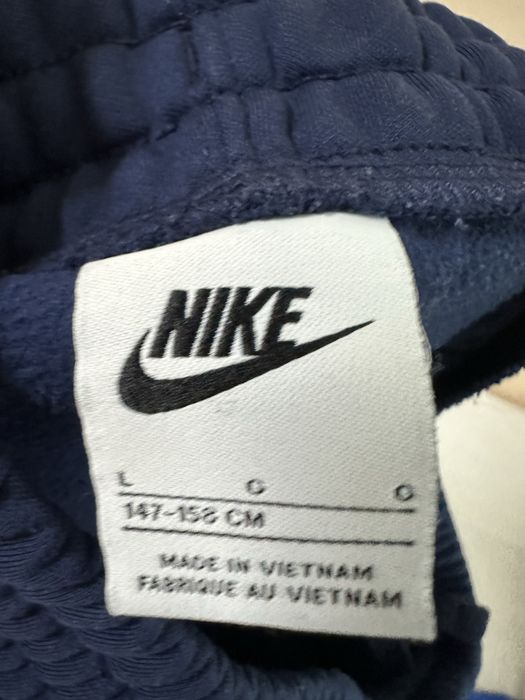 NIKE
L G G
147-158 CM
MADE IN VIETNAM
FABRIQUE AU VIETNAM